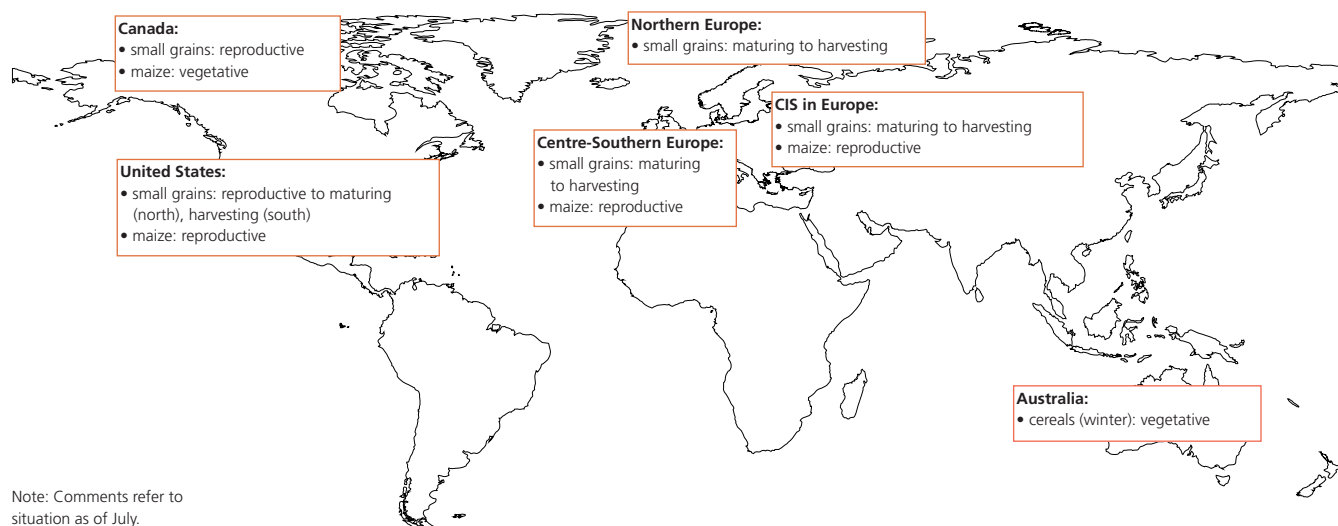 Canada:
• small grains: reproductive
• maize: vegetative
Northern Europe:
• small grains: maturing to harvesting
CIS in Europe:
• small grains: maturing to harvesting
• maize: reproductive
Centre-Southern Europe:
• small grains: maturing
to harvesting
• maize: reproductive
United States:
• small grains: reproductive to maturing
(north), harvesting (south)
• maize: reproductive
Australia:
• cereals (winter): vegetative
Note: Comments refer to
situation as of July.